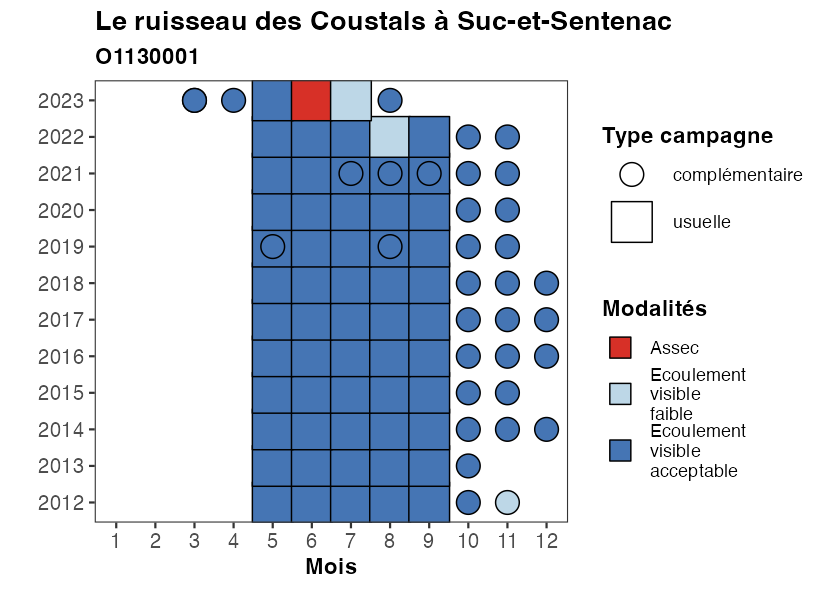 Le ruisseau des Coustals à Suc-et-Sentenac
O1130001
2023
2022
2021
2020
2019
2018
2017
2016
2015
2014
2013
2012
1 2 3 4 5 6 7 8 9 10 11 12
Mois
Type campagne
complémentaire
usuelle
Modalités
Assec
Ecoulement
visible
faible
Ecoulement
visible
acceptable